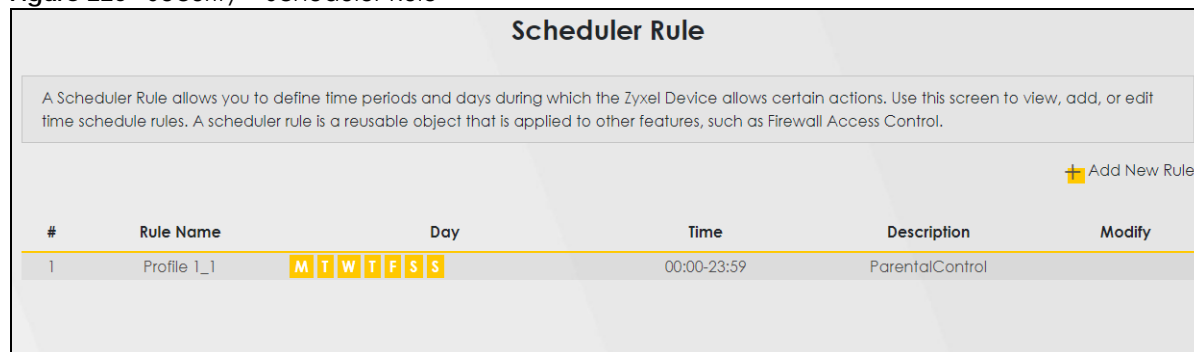 Scheduler Rule
A Scheduler Rule allows you to define time periods and days during which the Zyxel Device allows certain actions. Use this screen to view, add, or edit
time schedule rules. A scheduler rule is a reusable object that is applied to other features, such as Firewall Access Control.
+ Add New Rule
# Rule Name Day Time Description Modify
1 Profile 1_1 M T W T F S S 00:00-23:59 ParentalControl